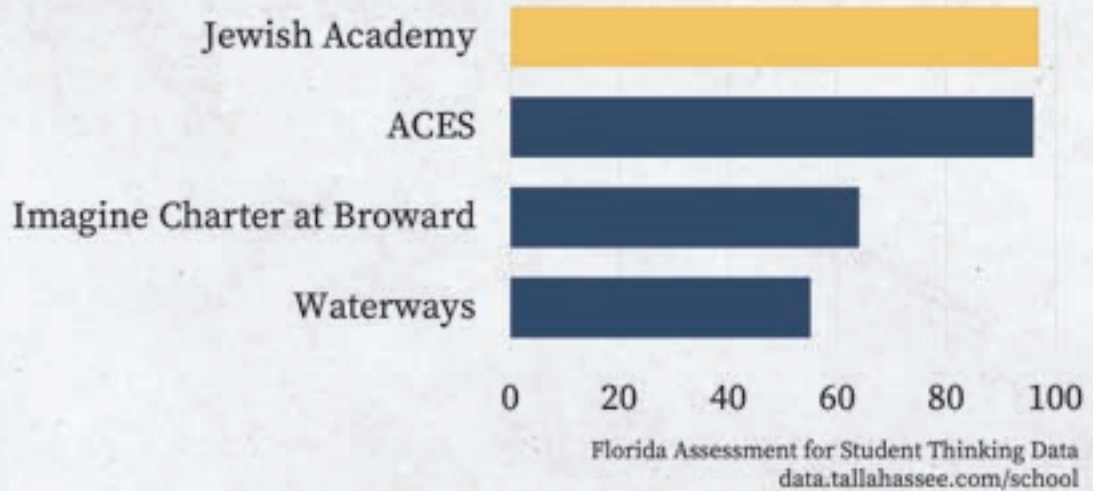 Jewish Academy
ACES
Imagine Charter at Broward
Waterways
0 20 40 60 80 100
Florida Assessment for Student Thinking Data
data.tallahassee.com/school